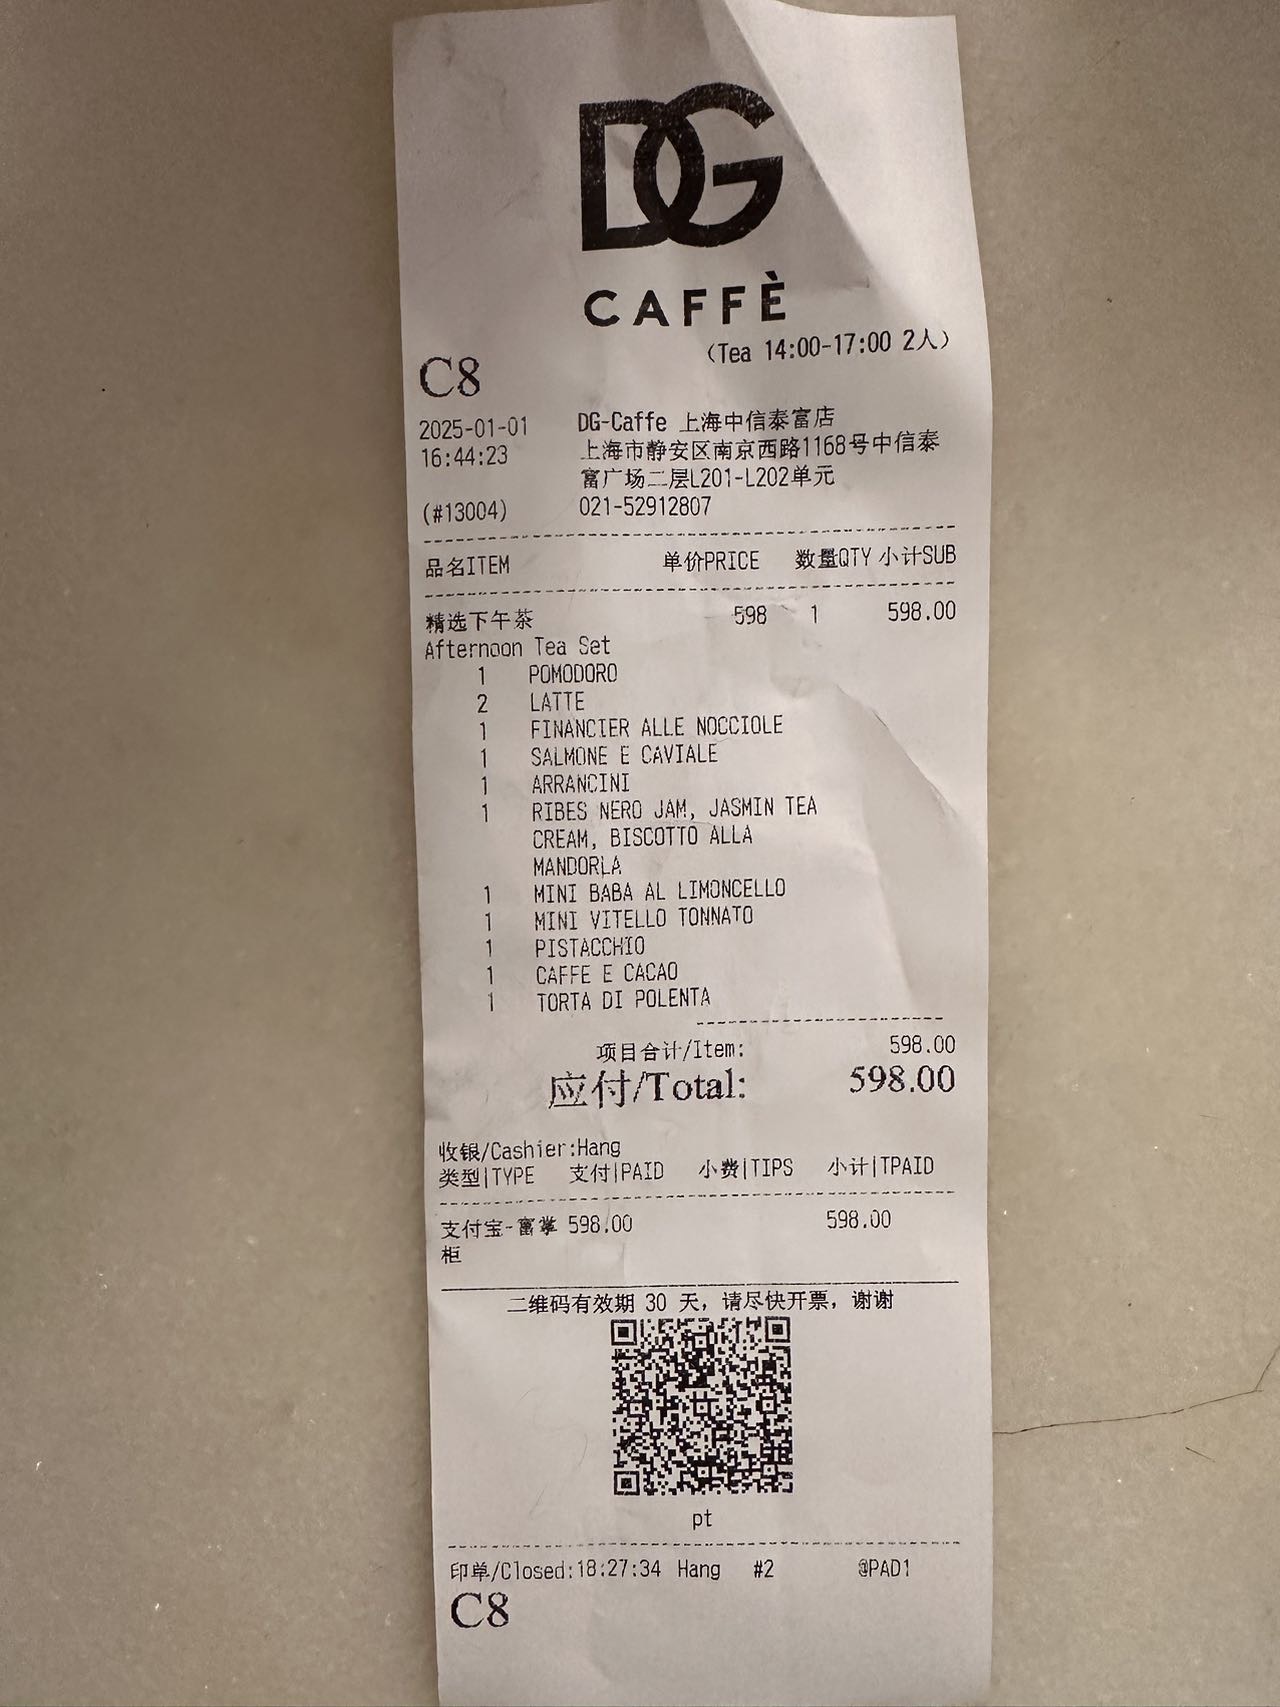 DG
CAFFÈ
(Tea 14:00-17:00 2人)
C8
2025-01-01 DG-Caffe 上海中信泰富店
16:44:23 上海市静安区南京西路1168号中信泰
富广场二层L201-L202单元
(#13004) 021-52912807
品名ITEM 单价PRICE 数量QTY 小计SUB
精选下午茶 598 1 598.00
Afternoon Tea Set
1 POMODORO
2 LATTE
1 FINANCIER ALLE NOCCIOLE
1 SALMONE E CAVIALE
1 ARRANCINI
1 RIBES NERO JAM, JASMIN TEA
CREAM, BISCOTTO ALLA
MANDORLA
1 MINI BABA AL LIMONCELLO
1 MINI VITELLO TONNATO
1 PISTACCHIO
1 CAFFE E CACAO
1 TORTA DI POLENTA
项目合计/Item: 598.00
应付/Total: 598.00
收银/Cashier:Hang
类型|TYPE 支付|PAID 小费|TIPS 小计|TPAID
支付宝-富掌 598.00 598.00
柜
二维码有效期 30 天, 请尽快开票, 谢谢
pt
印单/Closed:18:27:34 Hang #2 @PAD1
C8